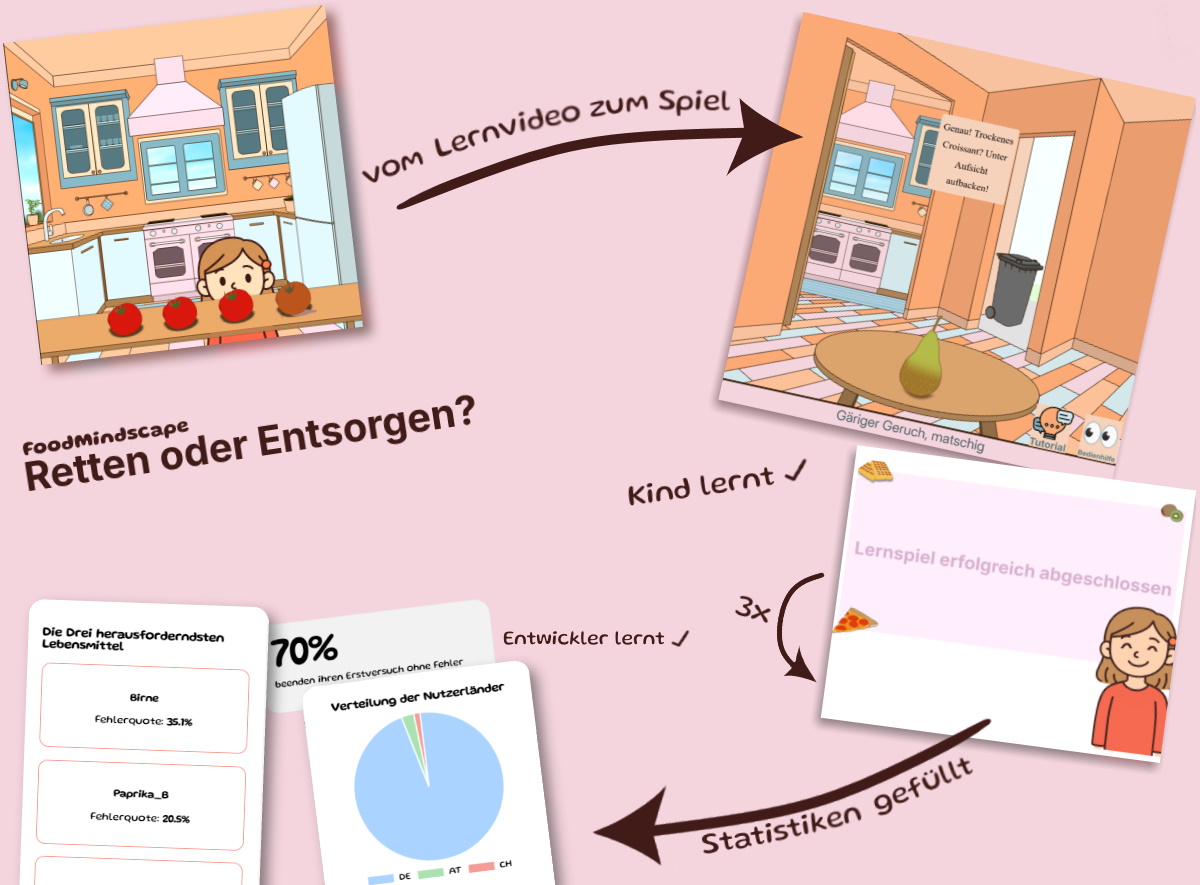 vom Lernvideo zum Spiel
Genau! Trockenes
Croissant? Unter
Aufsicht
aufbacken!
Gäriger Geruch, matschig
Tutorial
Bedienhilfe
FoodMindscape
Retten oder Entsorgen?
Kind lernt ✓
Lernspiel erfolgreich abgeschlossen
3x
Statistiken gefüllt
Entwickler lernt ✓
70%
beenden ihren Erstversuch ohne Fehler
Die Drei herausforderndsten
Lebensmittel
Birne
Fehlerquote: 35.1%
Paprika_B
Fehlerquote: 20.5%
Verteilung der Nutzerländer
DE AT CH